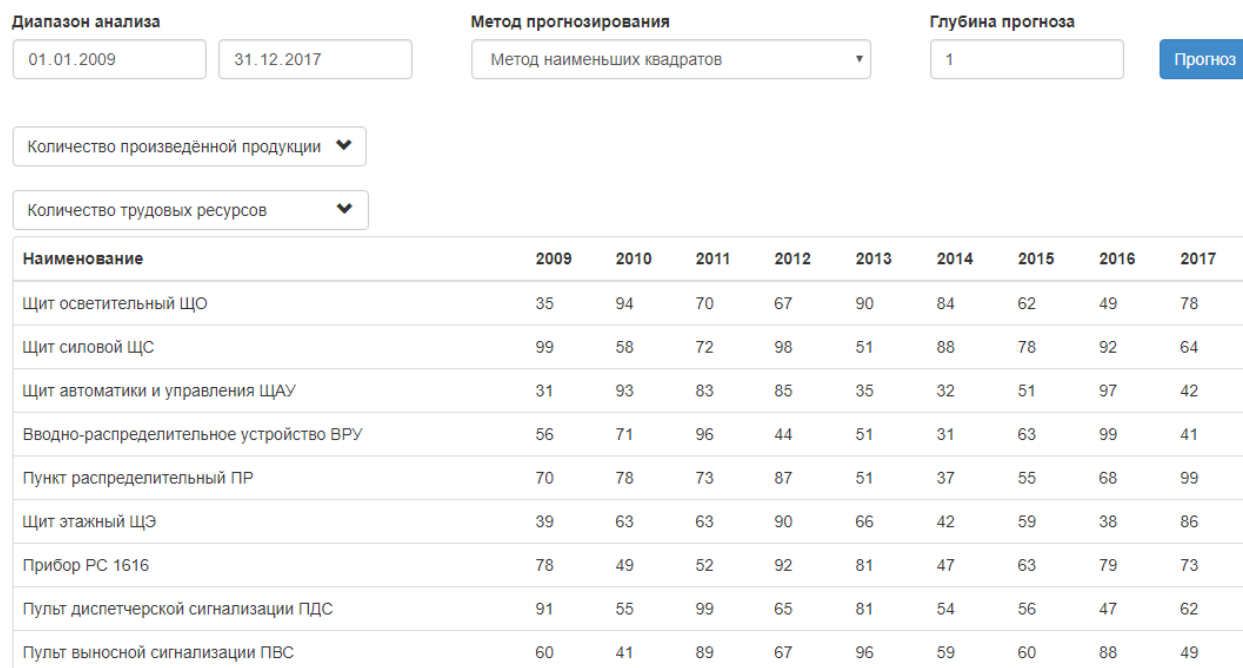 Диапазон анализа Метод прогнозирования Глубина прогноза
01.01.2009 31.12.2017 Метод наименьших квадратов 1 Прогноз
Количество произведённой продукции
Количество трудовых ресурсов
Наименование 2009 2010 2011 2012 2013 2014 2015 2016 2017
Щит осветительный ЩО 35 94 70 67 90 84 62 49 78
Щит силовой ЩС 99 58 72 98 51 88 78 92 64
Щит автоматики и управления ЩАУ 31 93 83 85 35 32 51 97 42
Вводно-распределительное устройство ВРУ 56 71 96 44 51 31 63 99 41
Пункт распределительный ПР 70 78 73 87 51 37 55 68 99
Щит этажный ЩЭ 39 63 63 90 66 42 59 38 86
Прибор РС 1616 78 49 52 92 81 47 63 79 73
Пульт диспетчерской сигнализации ПДС 91 55 99 65 81 54 56 47 62
Пульт выносной сигнализации ПВС 60 41 89 67 96 59 60 88 49